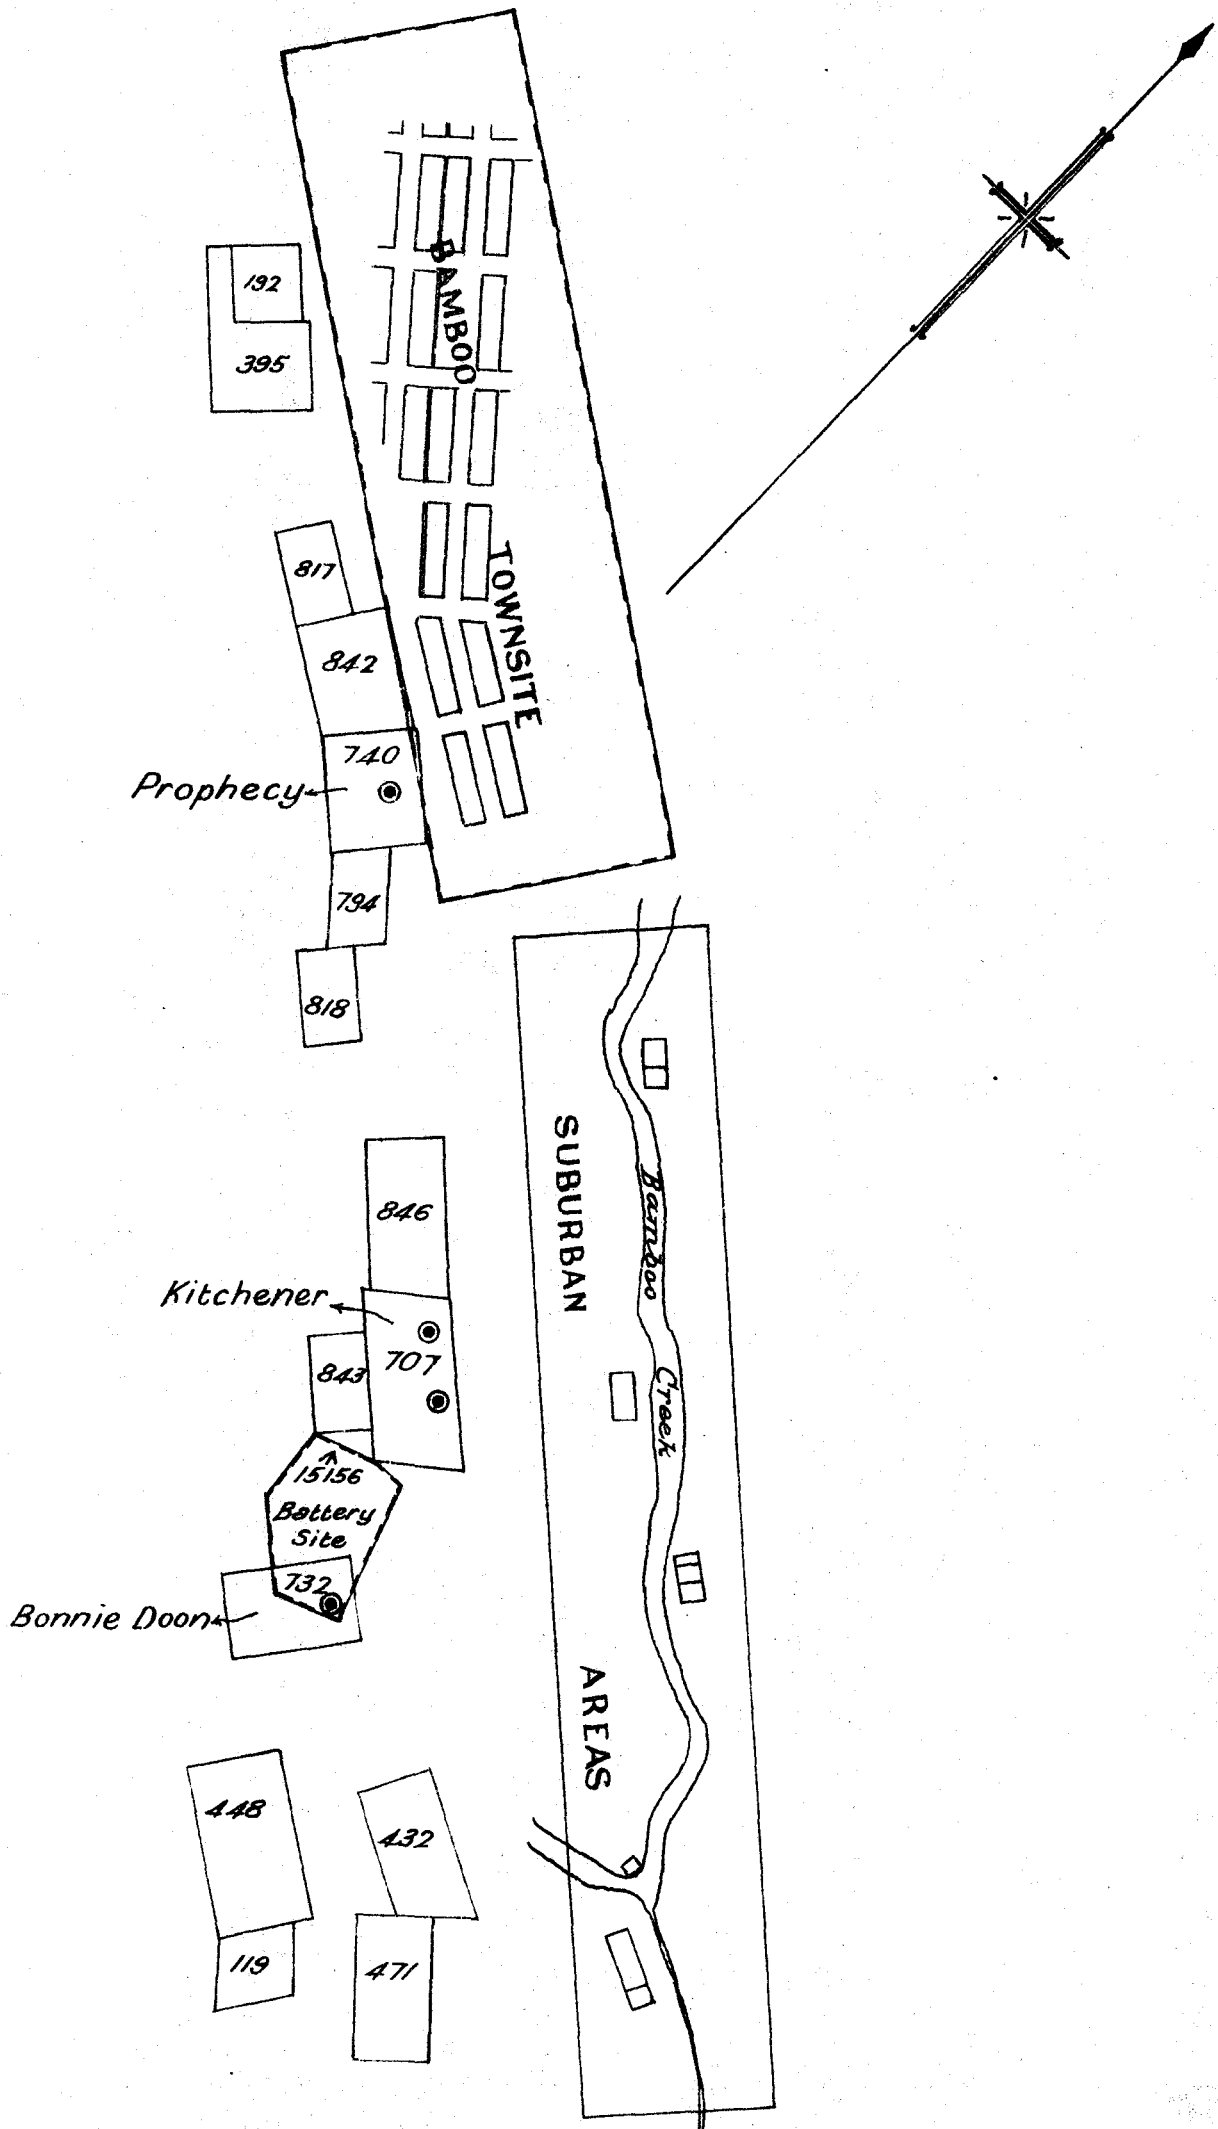 192
395
BAMBOO
TOWNSITE
817
842
740
Prophecy
794
818
SUBURBAN
AREAS
Bamboo
Creek
846
Kitchener
707
843
15156
Battery
Site
732
Bonnie Doon
448
432
119
471